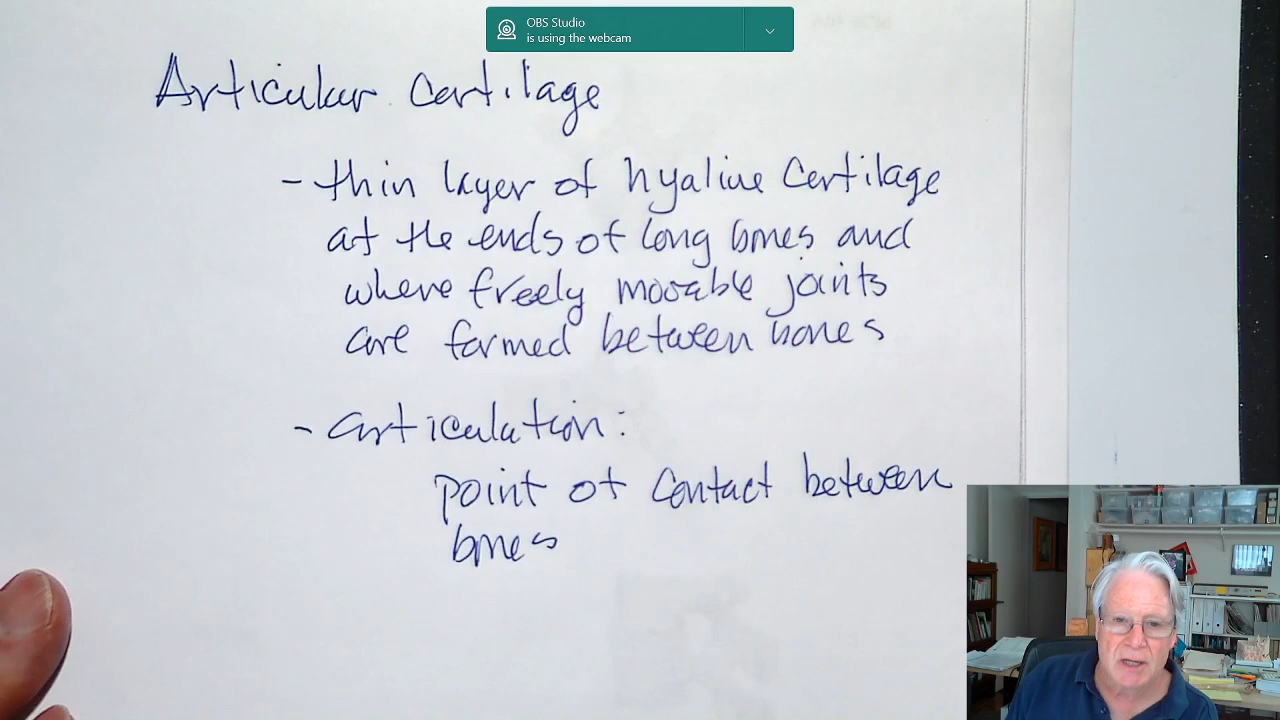 OBS Studio
is using the webcam
Articular Cartilage
- thin layer of hyaline cartilage
at the ends of long bones and
where freely movable joints
are formed between bones
- articulation:
point of contact between
bones